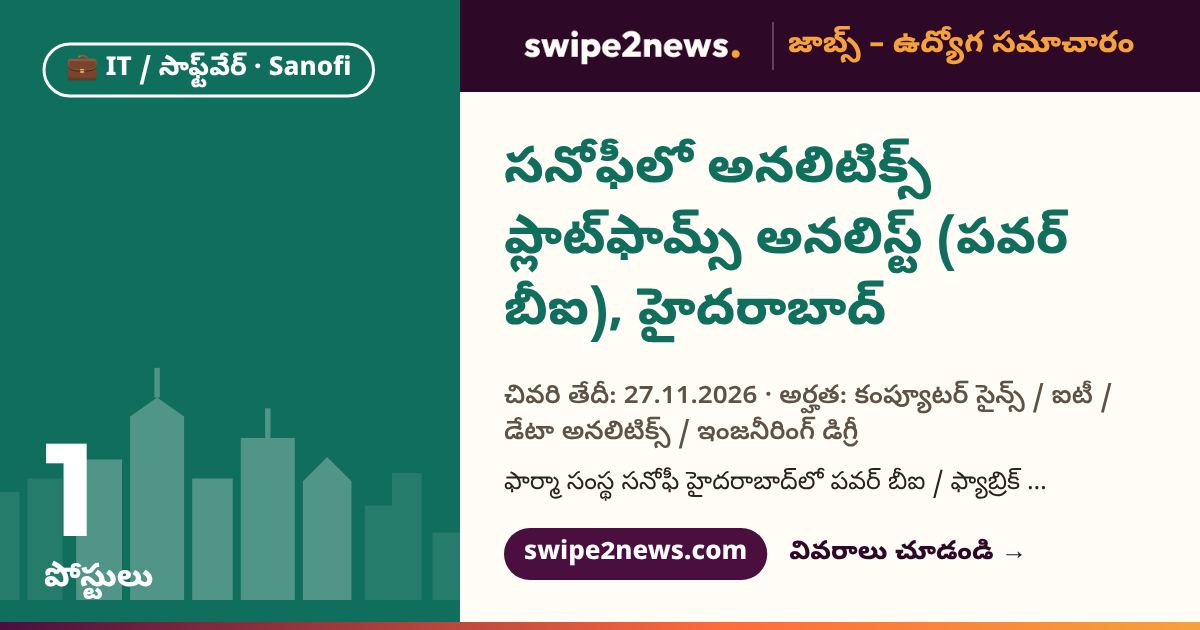 💼 IT / సాఫ్ట్‌వేర్ · Sanofi
swipe2news. జాబ్స్ – ఉద్యోగ సమాచారం
సనోఫీలో అనలిటిక్స్
ప్లాట్‌ఫామ్స్ అనలిస్ట్ (పవర్
బీఐ), హైదరాబాద్
చివరి తేదీ: 27.11.2026 · అర్హత: కంప్యూటర్ సైన్స్ / ఐటీ /
డేటా అనలిటిక్స్ / ఇంజనీరింగ్ డిగ్రీ
ఫార్మా సంస్థ సనోఫీ హైదరాబాద్‌లో పవర్ బీఐ / ఫ్యాబ్రిక్ ...
1
పోస్టులు
swipe2news.com వివరాలు చూడండి →